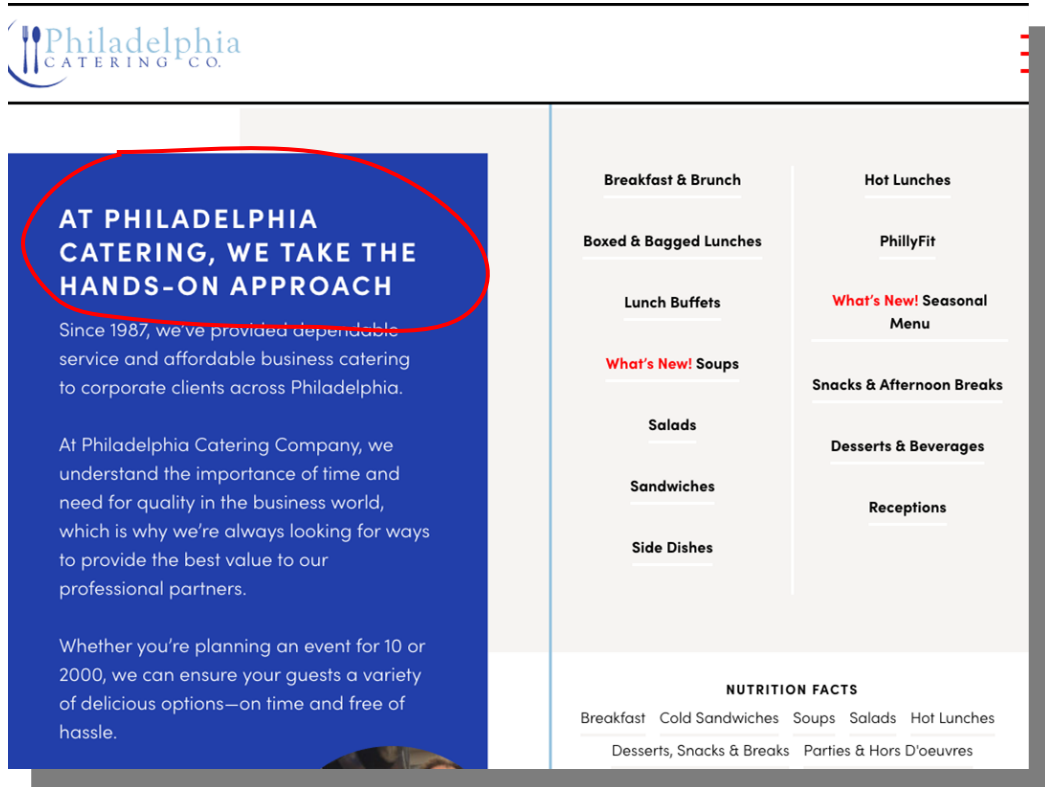 Philadelphia
CATERING CO.
AT PHILADELPHIA
CATERING, WE TAKE THE
HANDS-ON APPROACH
Since 1987, we've provided dependable
service and affordable business catering
to corporate clients across Philadelphia.
At Philadelphia Catering Company, we
understand the importance of time and
need for quality in the business world,
which is why we're always looking for ways
to provide the best value to our
professional partners.
Whether you're planning an event for 10 or
2000, we can ensure your guests a variety
of delicious options—on time and free of
hassle.
Breakfast & Brunch
Boxed & Bagged Lunches
Lunch Buffets
What's New! Soups
Salads
Sandwiches
Side Dishes
Hot Lunches
PhillyFit
What's New! Seasonal
Menu
Snacks & Afternoon Breaks
Desserts & Beverages
Receptions
NUTRITION FACTS
Breakfast Cold Sandwiches Soups Salads Hot Lunches
Desserts, Snacks & Breaks Parties & Hors D'oeuvres